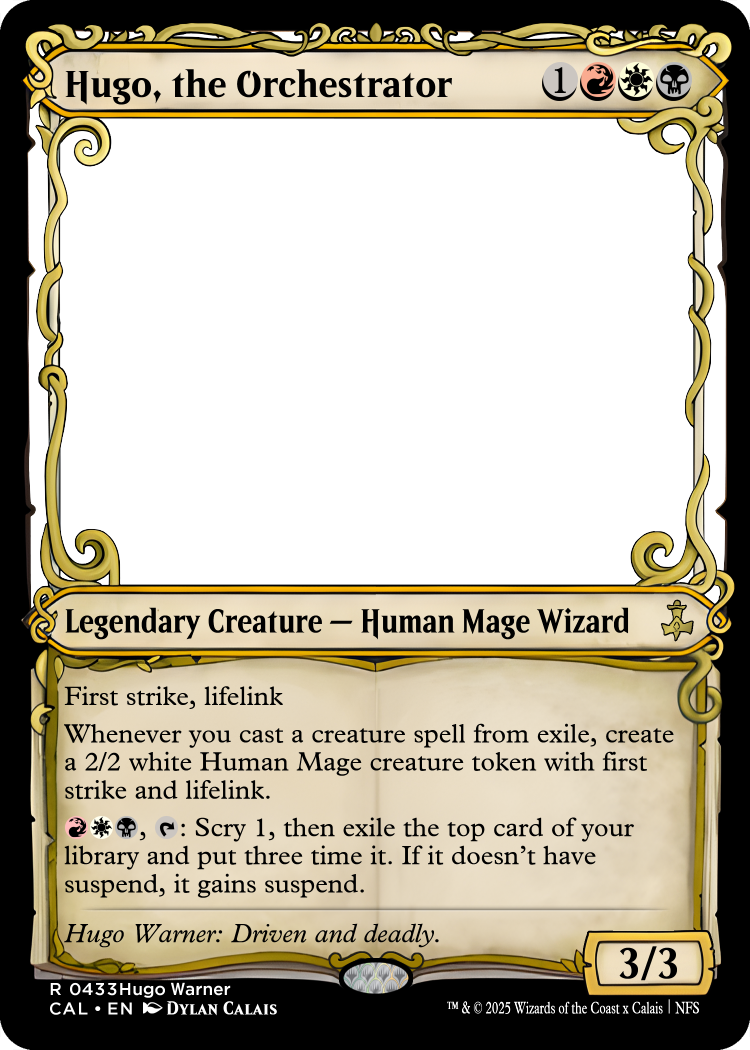 Hugo, the Orchestrator 1
Legendary Creature — Human Mage Wizard
First strike, lifelink
Whenever you cast a creature spell from exile, create
a 2/2 white Human Mage creature token with first
strike and lifelink.
, : Scry 1, then exile the top card of your
library and put three time it. If it doesn't have
suspend, it gains suspend.
Hugo Warner: Driven and deadly.
3/3
R 0433Hugo Warner
CAL • EN Dylan Calais
™ & © 2025 Wizards of the Coast x Calais | NFS